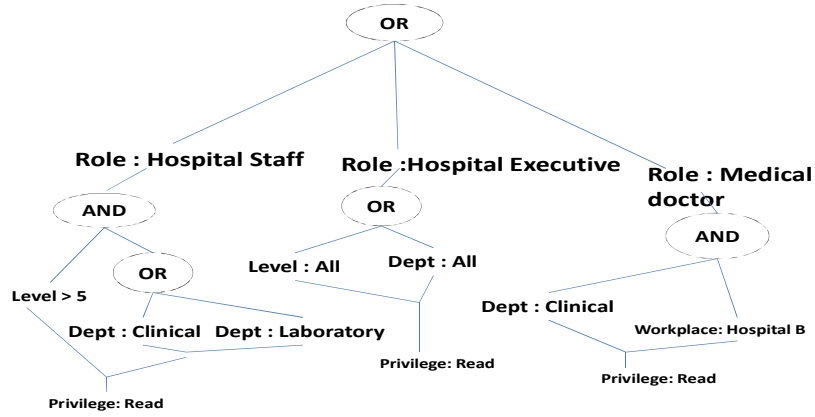 OR
Role : Hospital Staff
Role :Hospital Executive
Role : Medical
doctor
AND
OR
AND
OR
Level : All
Dept : All
Level > 5
Dept : Clinical
Dept : Clinical
Dept : Laboratory
Workplace: Hospital B
Privilege: Read
Privilege: Read
Privilege: Read